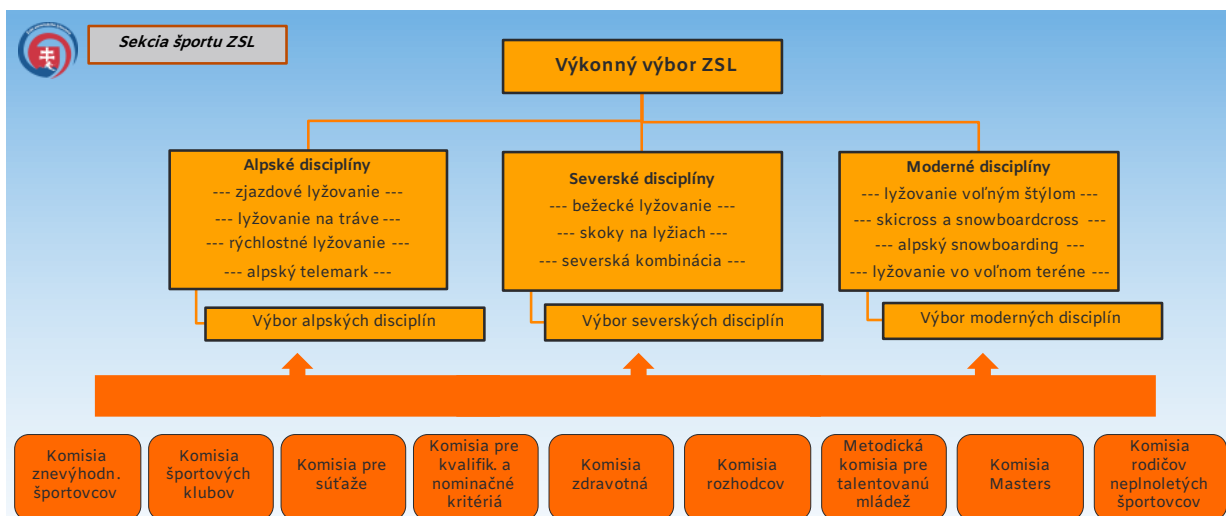 Sekcia športu ZSL
Výkonný výbor ZSL
Alpské disciplíny
--- zjazdové lyžovanie ---
--- lyžovanie na tráve ---
--- rýchlostné lyžovanie ---
--- alpský telemark ---
Severské disciplíny
--- bežecké lyžovanie ---
--- skoky na lyžiach ---
--- severská kombinácia ---
Moderné disciplíny
--- lyžovanie voľným štýlom ---
--- skicross a snowboardcross ---
--- alpský snowboarding ---
--- lyžovanie vo voľnom teréne ---
Výbor alpských disciplín
Výbor severských disciplín
Výbor moderných disciplín
Komisia
znevýhodn.
športovcov
Komisia
športových
klubov
Komisia pre
súťaže
Komisia pre
kvalifik. a
nominačné
kritériá
Komisia
zdravotná
Komisia
rozhodcov
Metodická
komisia pre
talentovanú
mládež
Komisia
Masters
Komisia
rodičov
neplnoletých
športovcov